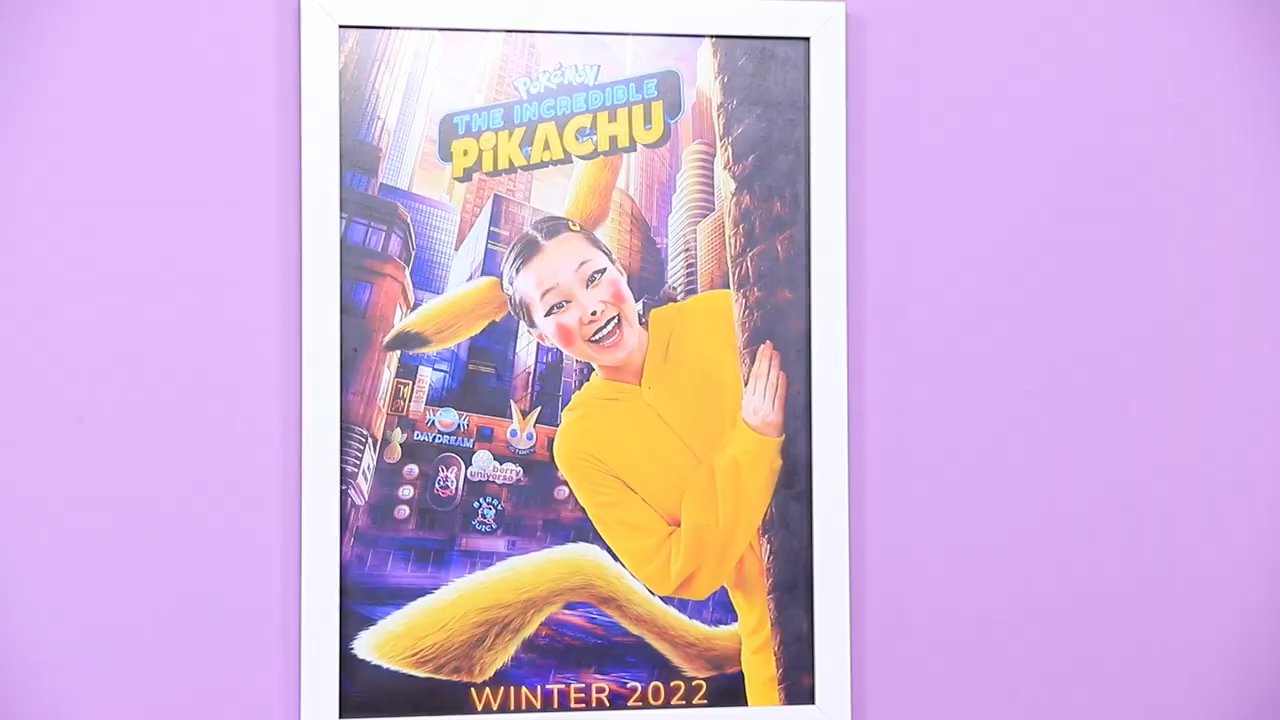 POKéMON
THE INCREDIBLE
PiKACHU
DAYDREAM
berry
universe
BERRY
JUICE
WINTER 2022